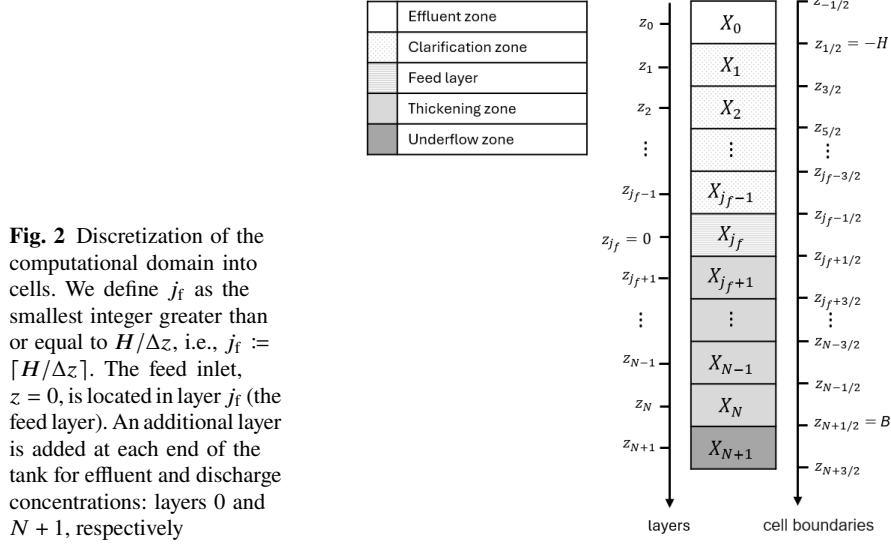 Effluent zone
Clarification zone
Feed layer
Thickening zone
Underflow zone
Fig. 2 Discretization of the
computational domain into
cells. We define j_f as the
smallest integer greater than
or equal to H/Δz, i.e., j_f :=
⌈H/Δz⌉. The feed inlet,
z = 0, is located in layer j_f (the
feed layer). An additional layer
is added at each end of the
tank for effluent and discharge
concentrations: layers 0 and
N + 1, respectively
z_0
z_1
z_2
⋮
z_{j_f−1}
z_{j_f} = 0
z_{j_f+1}
⋮
z_{N−1}
z_N
z_{N+1}
layers
X_0
X_1
X_2
⋮
X_{j_f−1}
X_{j_f}
X_{j_f+1}
⋮
X_{N−1}
X_N
X_{N+1}
z_{−1/2}
z_{1/2} = −H
z_{3/2}
z_{5/2}
⋮
z_{j_f−3/2}
z_{j_f−1/2}
z_{j_f+1/2}
z_{j_f+3/2}
⋮
z_{N−3/2}
z_{N−1/2}
z_{N+1/2} = B
z_{N+3/2}
cell boundaries